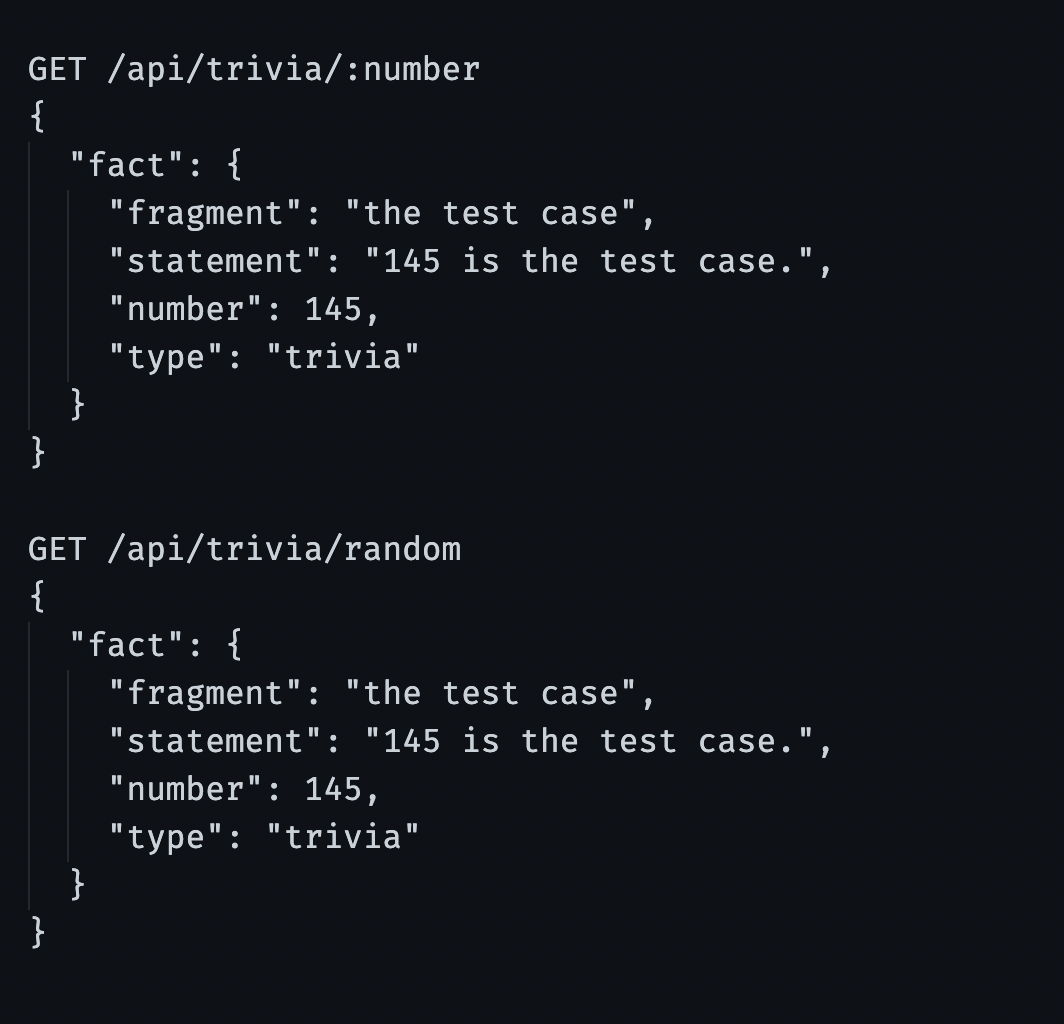 GET /api/trivia/:number
{
  "fact": {
    "fragment": "the test case",
    "statement": "145 is the test case.",
    "number": 145,
    "type": "trivia"
  }
}

GET /api/trivia/random
{
  "fact": {
    "fragment": "the test case",
    "statement": "145 is the test case.",
    "number": 145,
    "type": "trivia"
  }
}